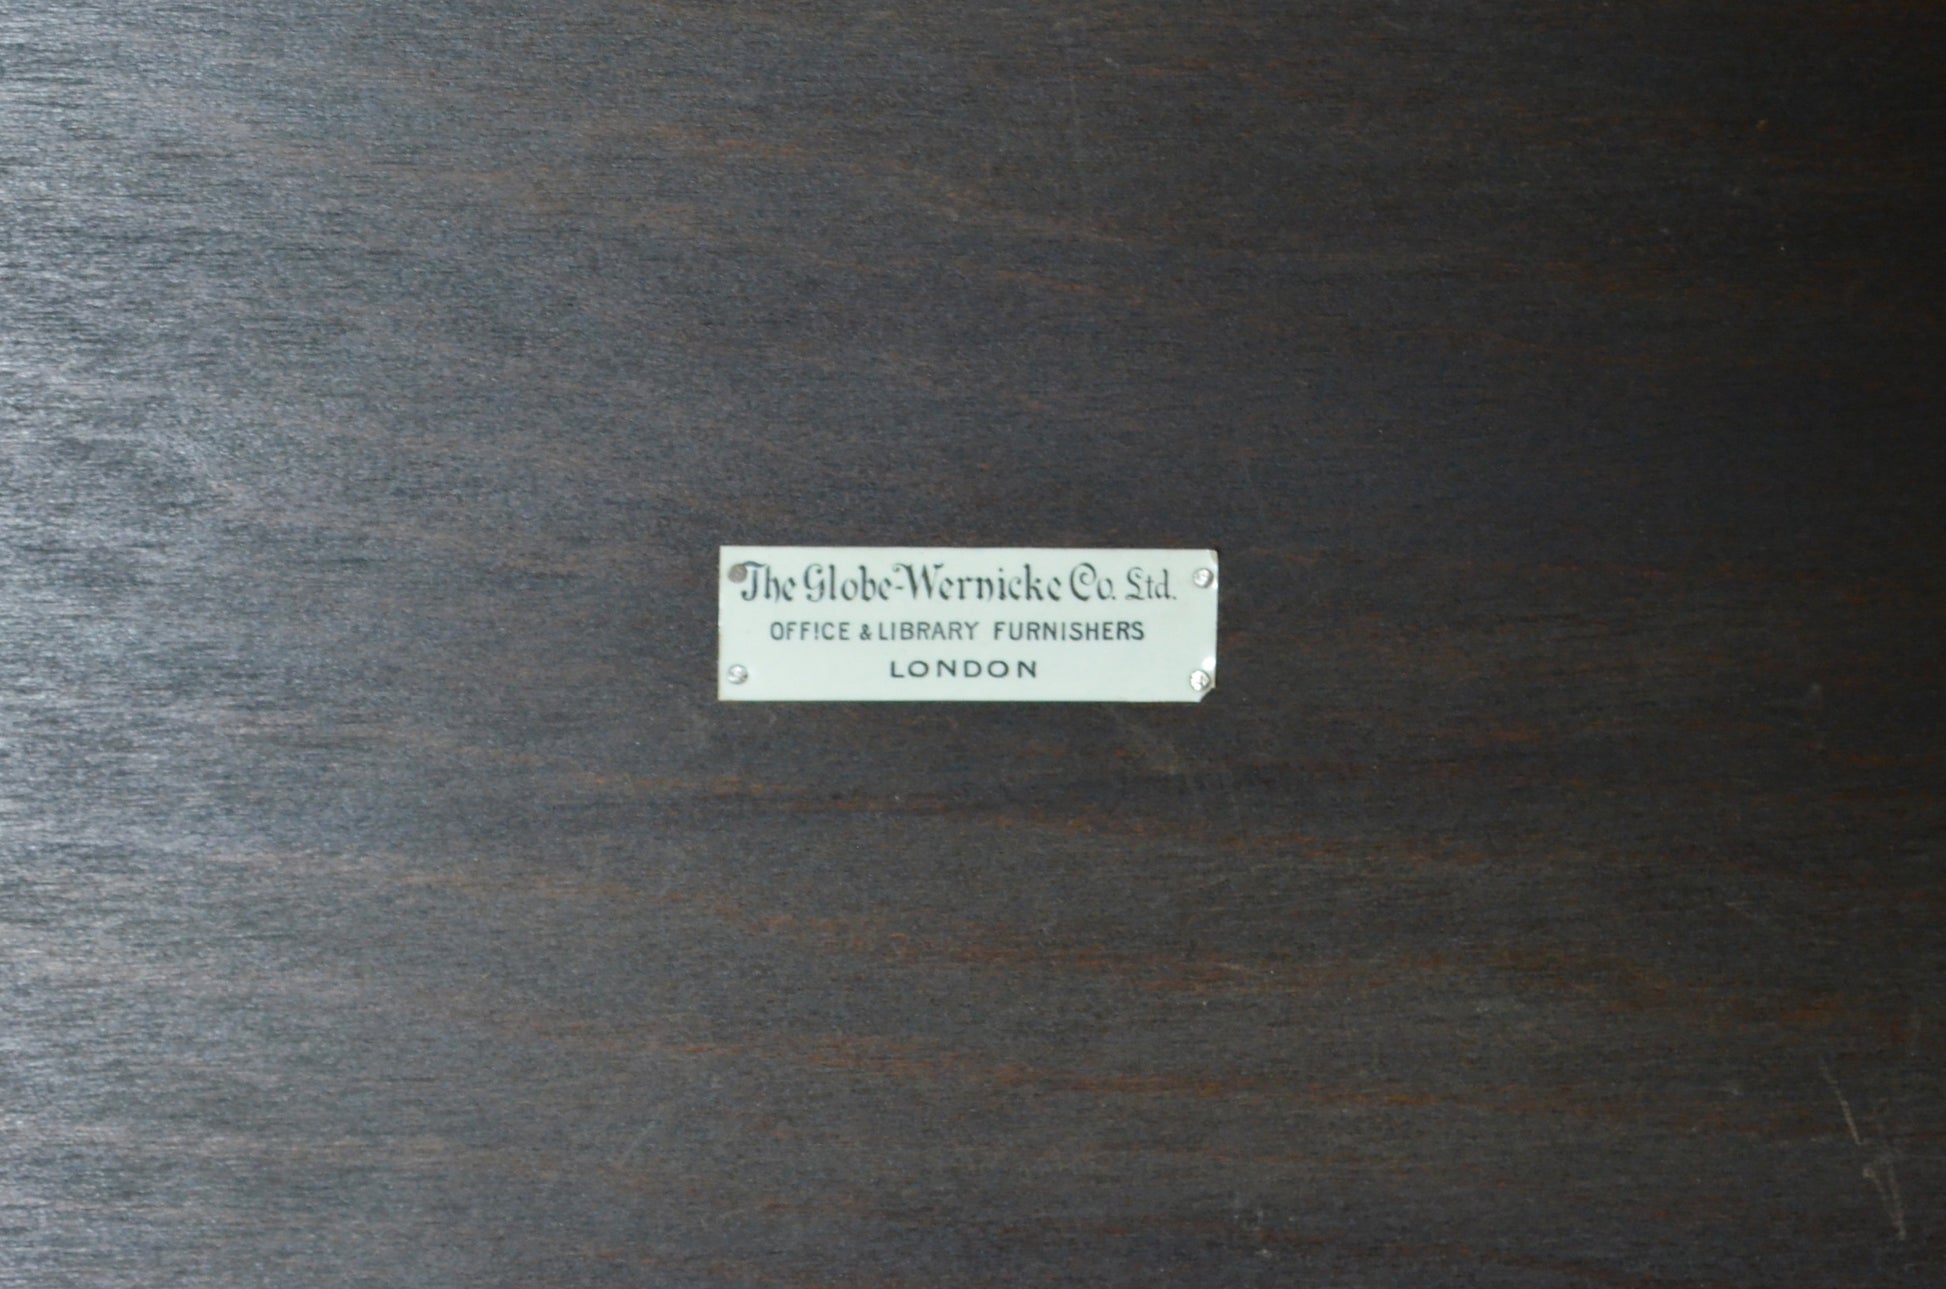 The Globe-Wernicke Co. Ltd.
OFFICE & LIBRARY FURNISHERS
LONDON